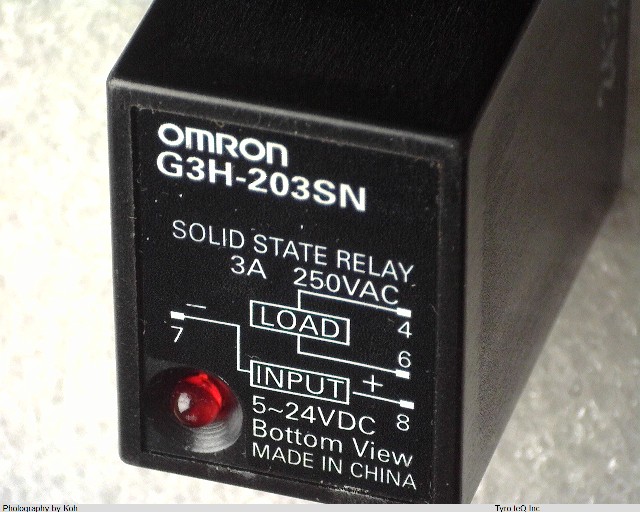 OMRON
G3H-203SN
SOLID STATE RELAY
3A 250VAC
LOAD
4
−
7
6
INPUT
+
8
5~24VDC
Bottom View
MADE IN CHINA
Photography by Koh
Tyro teQ Inc